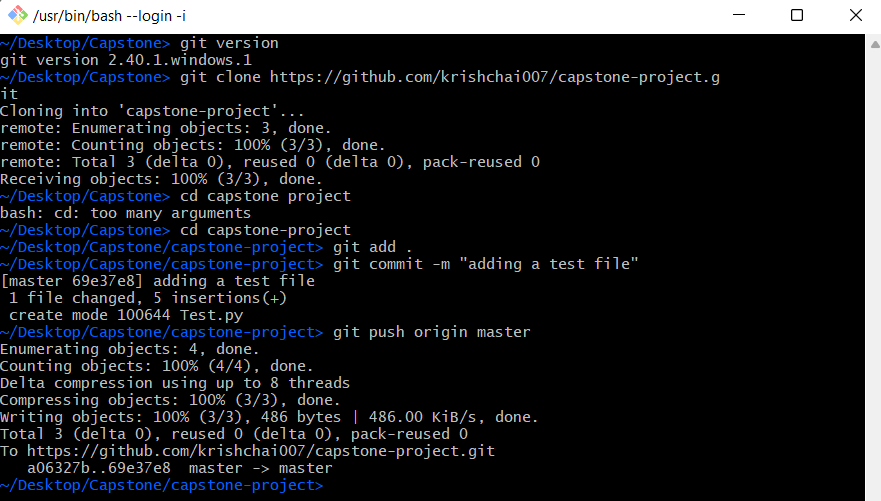 /usr/bin/bash --login -i
~/Desktop/Capstone> git version
git version 2.40.1.windows.1
~/Desktop/Capstone> git clone https://github.com/krishchai007/capstone-project.g
it
Cloning into 'capstone-project'...
remote: Enumerating objects: 3, done.
remote: Counting objects: 100% (3/3), done.
remote: Total 3 (delta 0), reused 0 (delta 0), pack-reused 0
Receiving objects: 100% (3/3), done.
~/Desktop/Capstone> cd capstone project
bash: cd: too many arguments
~/Desktop/Capstone> cd capstone-project
~/Desktop/Capstone/capstone-project> git add .
~/Desktop/Capstone/capstone-project> git commit -m "adding a test file"
[master 69e37e8] adding a test file
 1 file changed, 5 insertions(+)
 create mode 100644 Test.py
~/Desktop/Capstone/capstone-project> git push origin master
Enumerating objects: 4, done.
Counting objects: 100% (4/4), done.
Delta compression using up to 8 threads
Compressing objects: 100% (3/3), done.
Writing objects: 100% (3/3), 486 bytes | 486.00 KiB/s, done.
Total 3 (delta 0), reused 0 (delta 0), pack-reused 0
To https://github.com/krishchai007/capstone-project.git
   a06327b..69e37e8  master -> master
~/Desktop/Capstone/capstone-project>